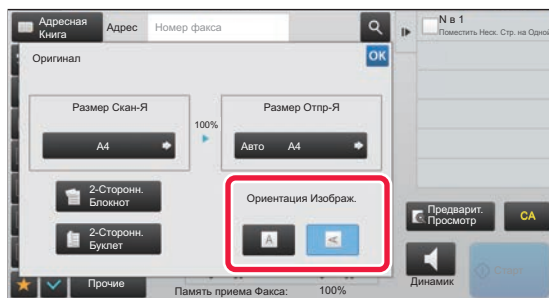 Адресная
Книга
Адрес
Номер факса
N в 1
Поместить Неск. Стр. на Одной
Оригинал
OK
Размер Скан-Я
100%
Размер Отпр-Я
A4
Авто A4
2-Сторонн.
Блокнот
Ориентация Изображ.
2-Сторонн.
Буклет
A
A
Предварит.
Просмотр
CA
Прочие
Память приема Факса: 100%
Динамик
Старт